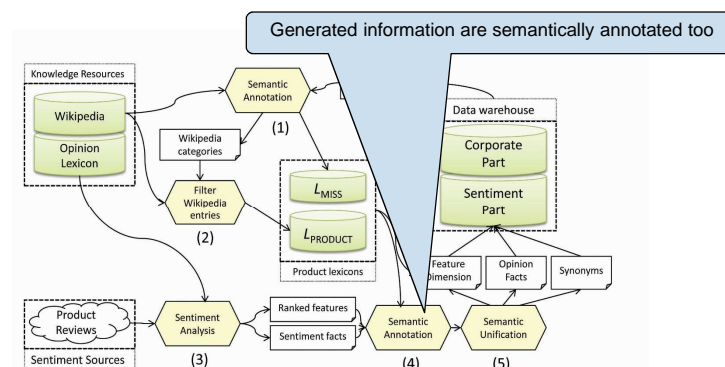 Generated information are semantically annotated too
Knowledge Resources
Wikipedia
Opinion
Lexicon
Semantic
Annotation
(1)
Wikipedia
categories
Filter
Wikipedia
entries
(2)
LMISS
LPRODUCT
Product lexicons
Data warehouse
Corporate
Part
Sentiment
Part
Feature
Dimension
Opinion
Facts
Synonyms
Product
Reviews
Sentiment Sources
Sentiment
Analysis
(3)
Ranked features
Sentiment facts
Semantic
Annotation
(4)
Semantic
Unification
(5)